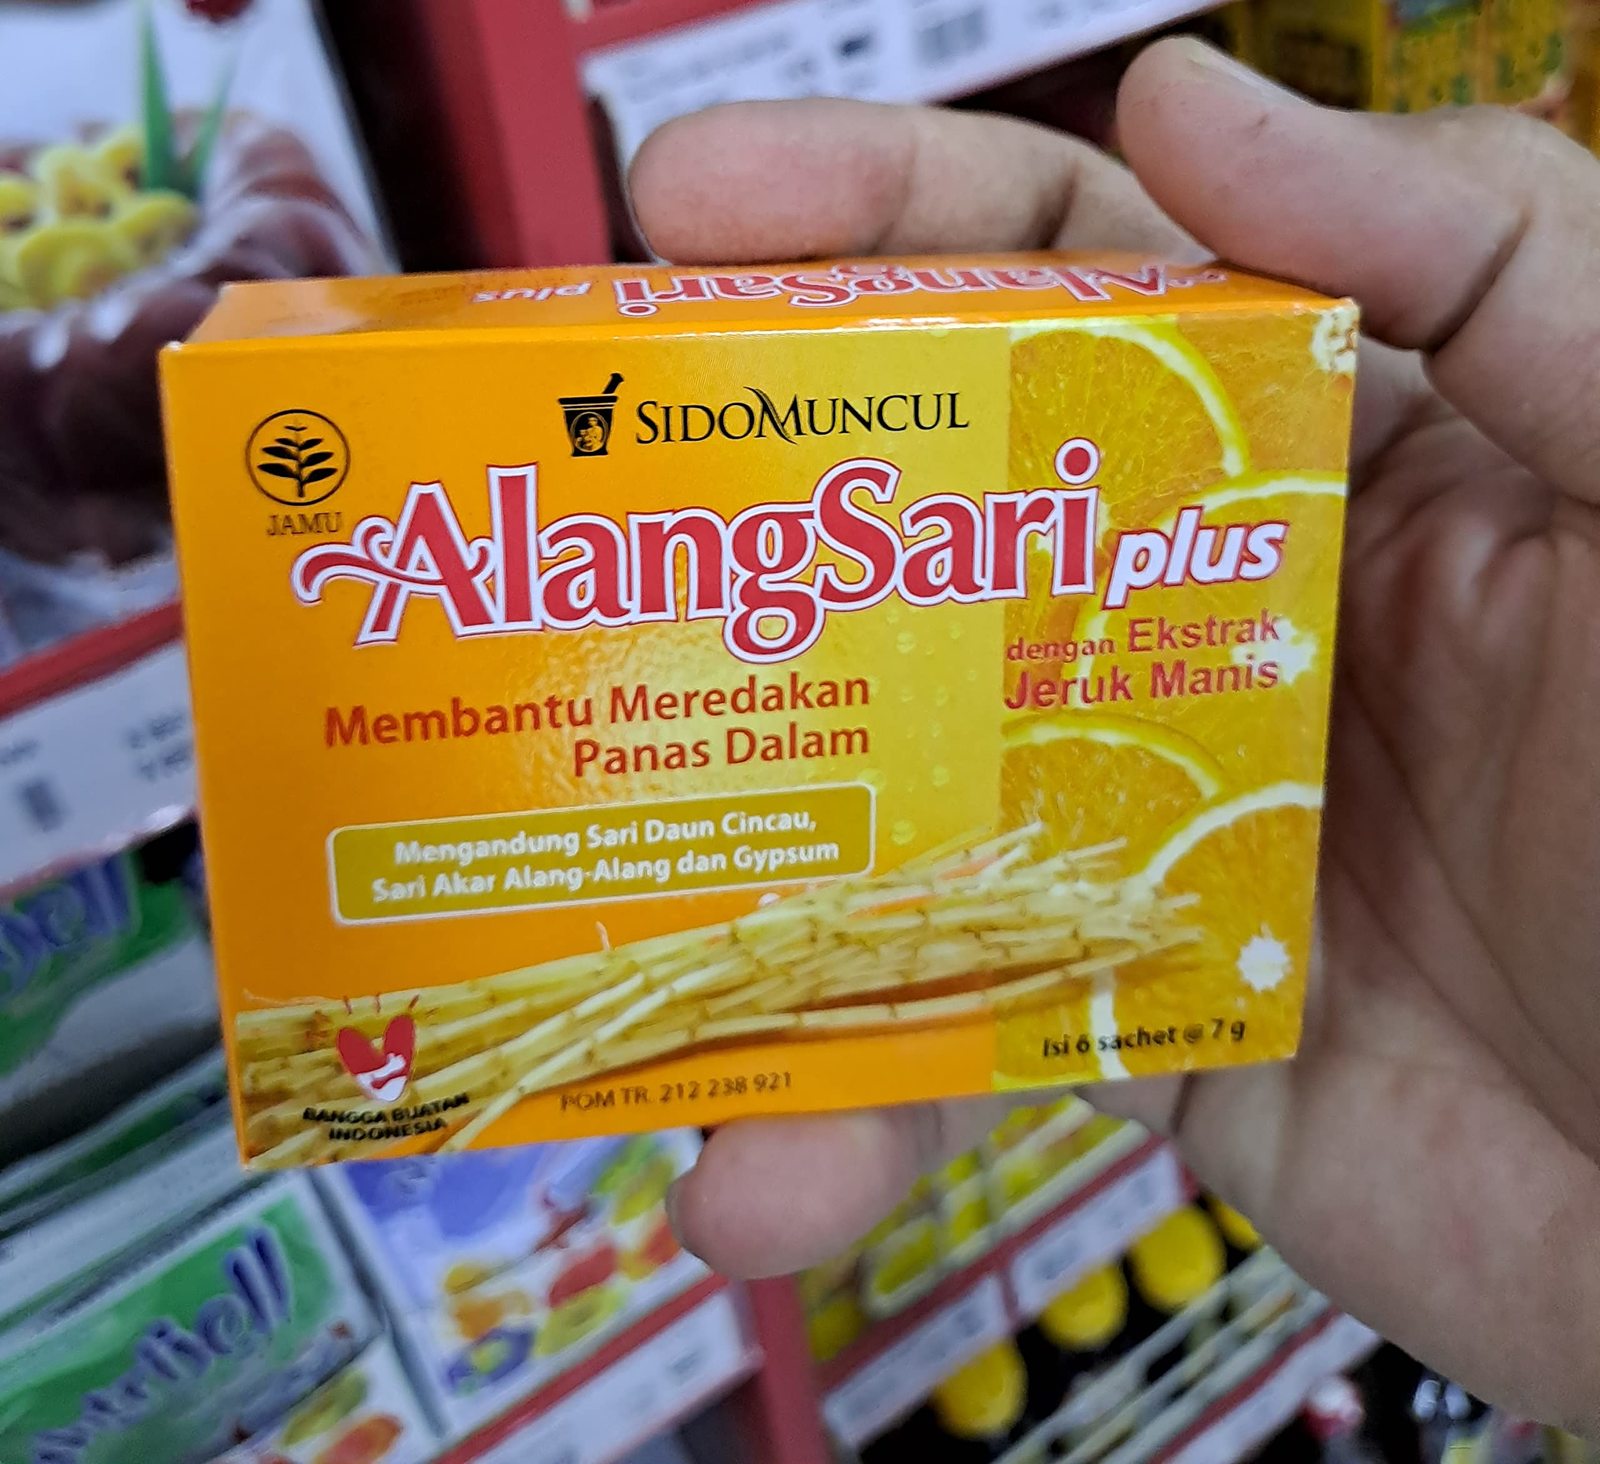 AlangSari plus
SIDOMUNCUL
JAMU
AlangSari plus
dengan Ekstrak
Jeruk Manis
Membantu Meredakan
Panas Dalam
Mengandung Sari Daun Cincau,
Sari Akar Alang-Alang dan Gypsum
Isi 6 sachet @ 7 g
POM TR. 212 238 921
BANGGA BUATAN
INDONESIA
Nutrijell